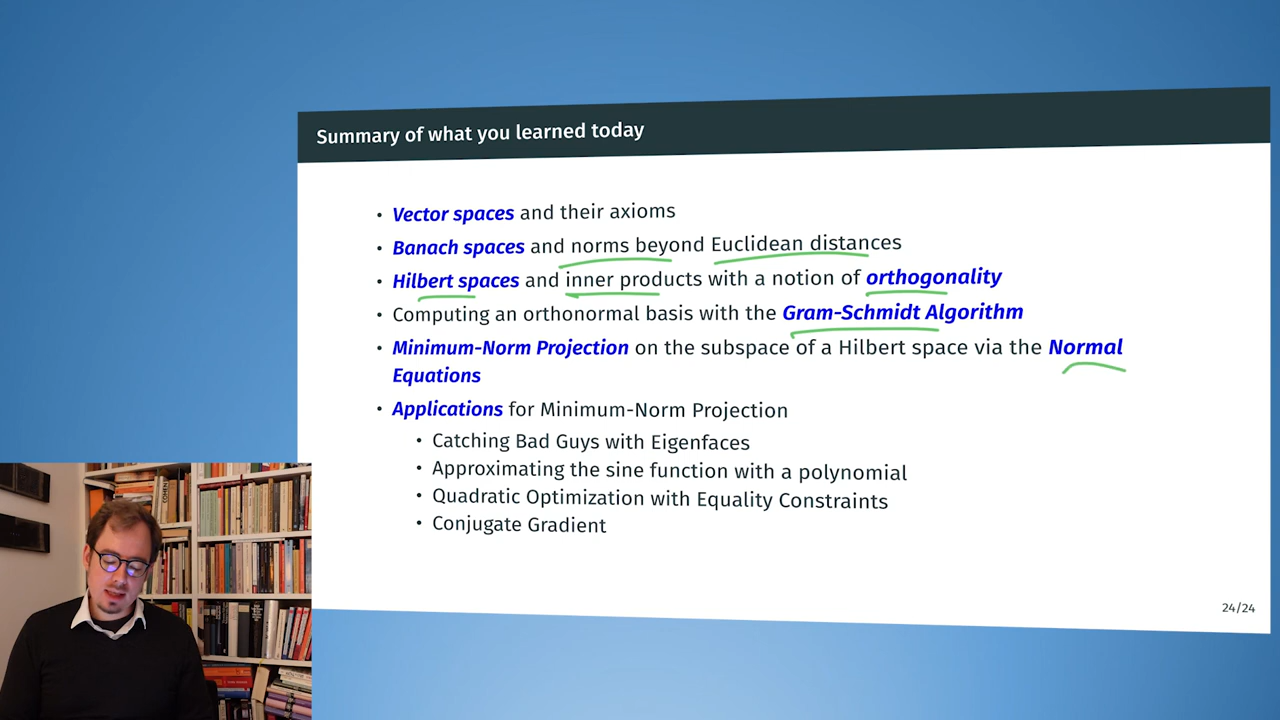 Summary of what you learned today
• Vector spaces and their axioms
• Banach spaces and norms beyond Euclidean distances
• Hilbert spaces and inner products with a notion of orthogonality
• Computing an orthonormal basis with the Gram-Schmidt Algorithm
• Minimum-Norm Projection on the subspace of a Hilbert space via the Normal
Equations
• Applications for Minimum-Norm Projection
• Catching Bad Guys with Eigenfaces
• Approximating the sine function with a polynomial
• Quadratic Optimization with Equality Constraints
• Conjugate Gradient
24/24